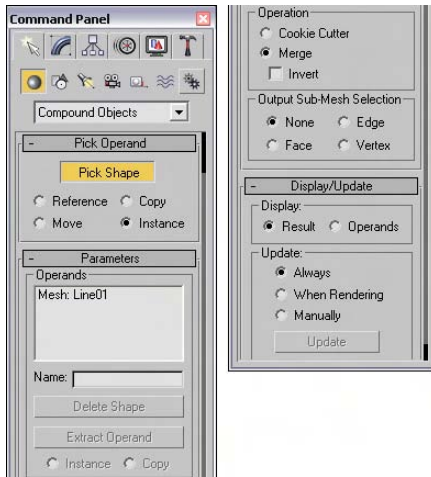 Command Panel
Compound Objects
- Pick Operand
Pick Shape
Reference Copy
Move Instance
- Parameters
Operands
Mesh: Line01
Name:
Delete Shape
Extract Operand
Instance Copy
Operation
Cookie Cutter
Merge
Invert
Output Sub-Mesh Selection
None Edge
Face Vertex
- Display/Update
Display:
Result Operands
Update:
Always
When Rendering
Manually
Update